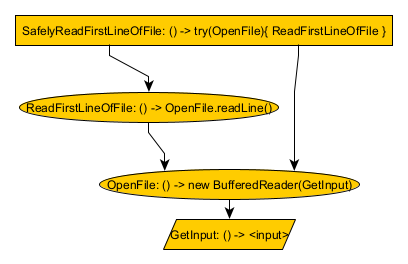 SafelyReadFirstLineOfFile: () -> try(OpenFile){ ReadFirstLineOfFile }
ReadFirstLineOfFile: () -> OpenFile.readLine()
OpenFile: () -> new BufferedReader(GetInput)
GetInput: () -> <input>